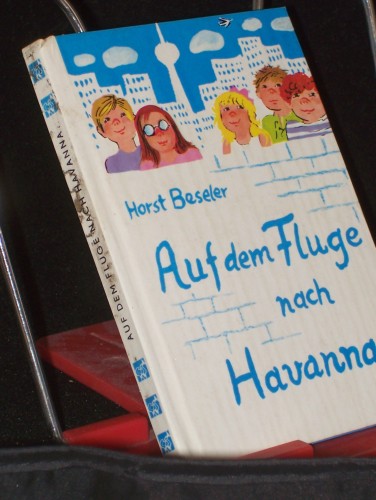 Horst Beseler
Auf dem Fluge
nach
Havanna
AUF DEM FLUGE NACH HAVANNA